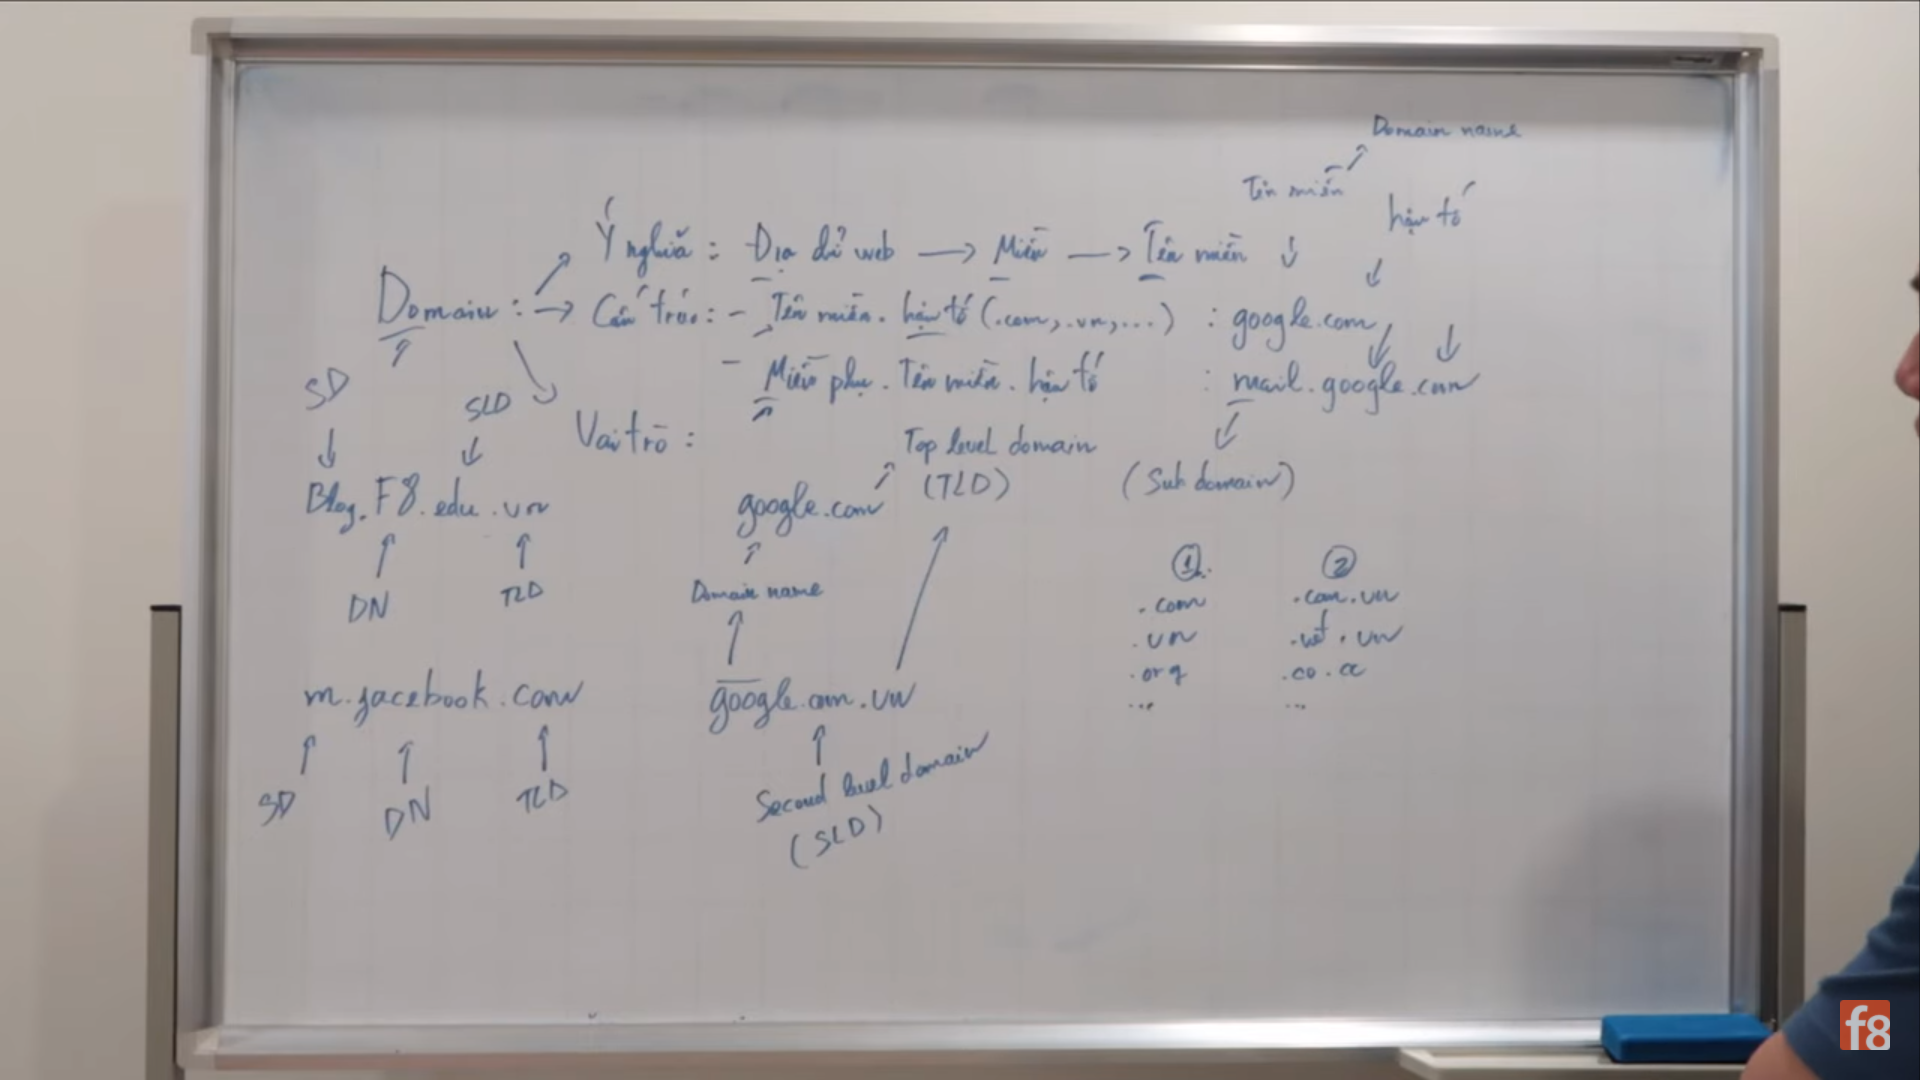 Domain name
Tên miền
hậu tố
Ý nghĩa : Địa chỉ web → Miền → Tên miền
Domain : → Cấu trúc : - Tên miền . hậu tố (.com, .vn, ...) : google.com
- Miền phụ . Tên miền . hậu tố : mail.google.com
SD
SLD
Vai trò :
Top level domain
(TLD)
(Sub domain)
Blog.F8.edu.vn
google.com
DN
TLD
Domain name
1
2
.com
.com.vn
.vn
.net.vn
.org
.co.cc
...
...
m.facebook.com
google.com.vn
SD
DN
TLD
Second level domain
(SLD)
f8